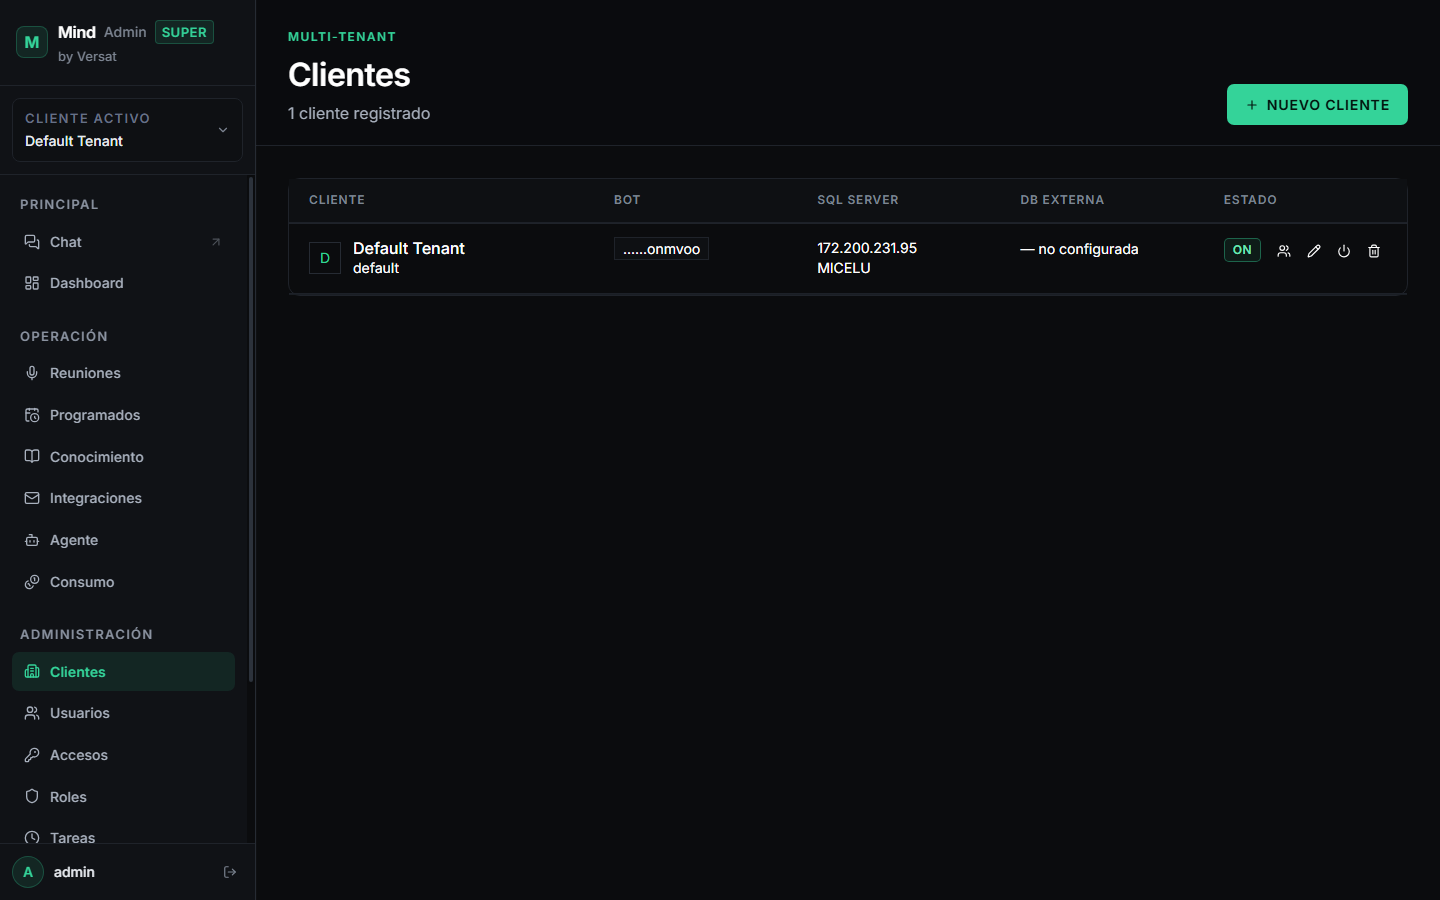 M
Mind Admin SUPER
by Versat
CLIENTE ACTIVO
Default Tenant
PRINCIPAL
Chat
Dashboard
OPERACIÓN
Reuniones
Programados
Conocimiento
Integraciones
Agente
Consumo
ADMINISTRACIÓN
Clientes
Usuarios
Accesos
Roles
Tareas
A admin
MULTI-TENANT
Clientes
1 cliente registrado
+ NUEVO CLIENTE
CLIENTE BOT SQL SERVER DB EXTERNA ESTADO
D Default Tenant ......onmvoo 172.200.231.95 — no configurada ON
default MICELU